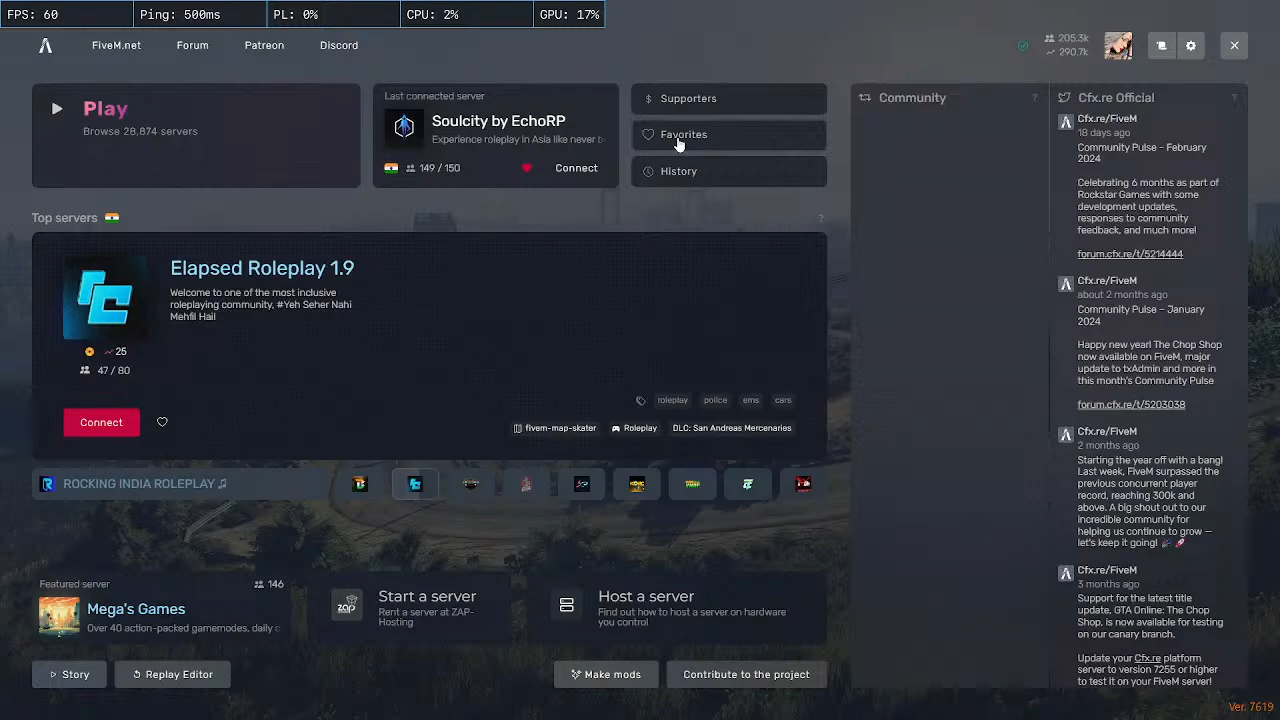 FPS: 60 Ping: 500ms PL: 0% CPU: 2% GPU: 17%
FiveM.net Forum Patreon Discord
205.3k
290.7k
Play
Browse 28,874 servers
Last connected server
Soulcity by EchoRP
Experience roleplay in Asia like never b
149 / 150
Connect
Supporters
Favorites
History
Top servers
?
Elapsed Roleplay 1.9
Welcome to one of the most inclusive
roleplaying community, #Yeh Seher Nahi
Mehfil Hail
25
47 / 80
Connect
roleplay police ems cars
fivem-map-skater Roleplay DLC: San Andreas Mercenaries
ROCKING INDIA ROLEPLAY ♫
Featured server
146
Mega's Games
Over 40 action-packed gamemodes, daily c
ZAP
Start a server
Rent a server at ZAP-
Hosting
Host a server
Find out how to host a server on hardware
you control
Story
Replay Editor
Make mods
Contribute to the project
Community ?
Cfx.re Official ?
Cfx.re/FiveM
18 days ago
Community Pulse – February
2024
Celebrating 6 months as part of
Rockstar Games with some
development updates,
responses to community
feedback, and much more!
forum.cfx.re/t/5214444
Cfx.re/FiveM
about 2 months ago
Community Pulse – January
2024
Happy new year! The Chop Shop
now available on FiveM, major
update to txAdmin and more in
this month's Community Pulse
forum.cfx.re/t/5203038
Cfx.re/FiveM
2 months ago
Starting the year off with a bang!
Last week, FiveM surpassed the
previous concurrent player
record, reaching 300k and
above. A big shout out to our
incredible community for
helping us continue to grow —
let's keep it going! 🎉 🚀
Cfx.re/FiveM
3 months ago
Support for the latest title
update, GTA Online: The Chop
Shop, is now available for testing
on our canary branch.
Update your Cfx.re platform
server to version 7255 or higher
to test it on your FiveM server!
Ver. 7619